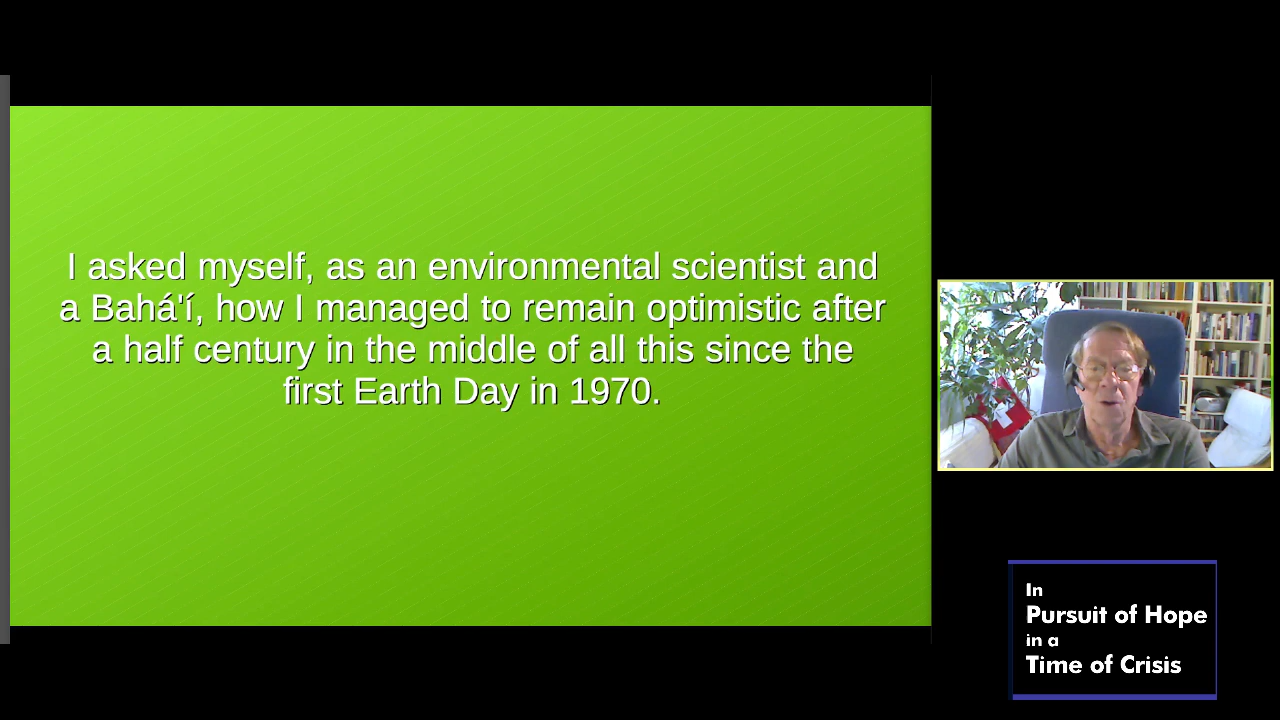 I asked myself, as an environmental scientist and
a Bahá'í, how I managed to remain optimistic after
a half century in the middle of all this since the
first Earth Day in 1970.
In
Pursuit of Hope
in a
Time of Crisis